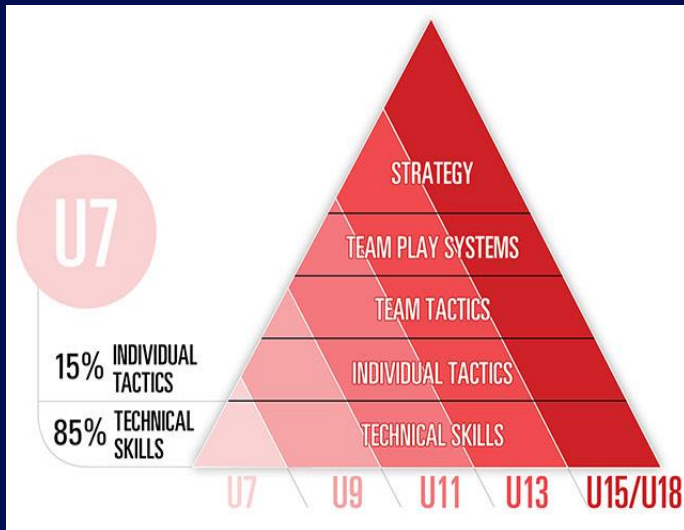 STRATEGY
U7
TEAM PLAY SYSTEMS
TEAM TACTICS
15% INDIVIDUAL
TACTICS
INDIVIDUAL TACTICS
85% TECHNICAL
SKILLS
TECHNICAL SKILLS
U7 U9 U11 U13 U15/U18